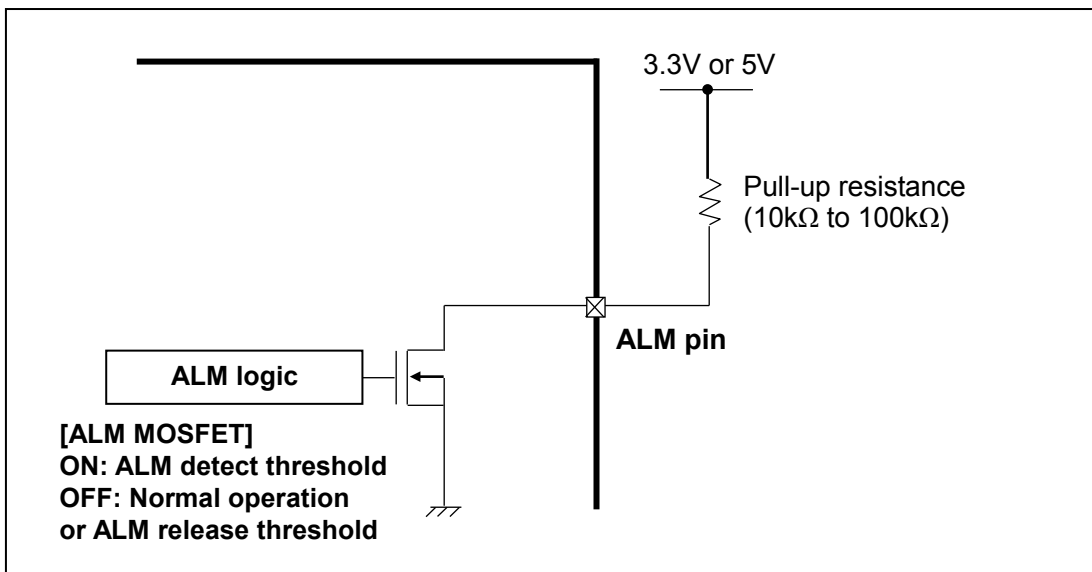 3.3V or 5V
Pull-up resistance
(10kΩ to 100kΩ)
ALM pin
ALM logic
[ALM MOSFET]
ON: ALM detect threshold
OFF: Normal operation
or ALM release threshold